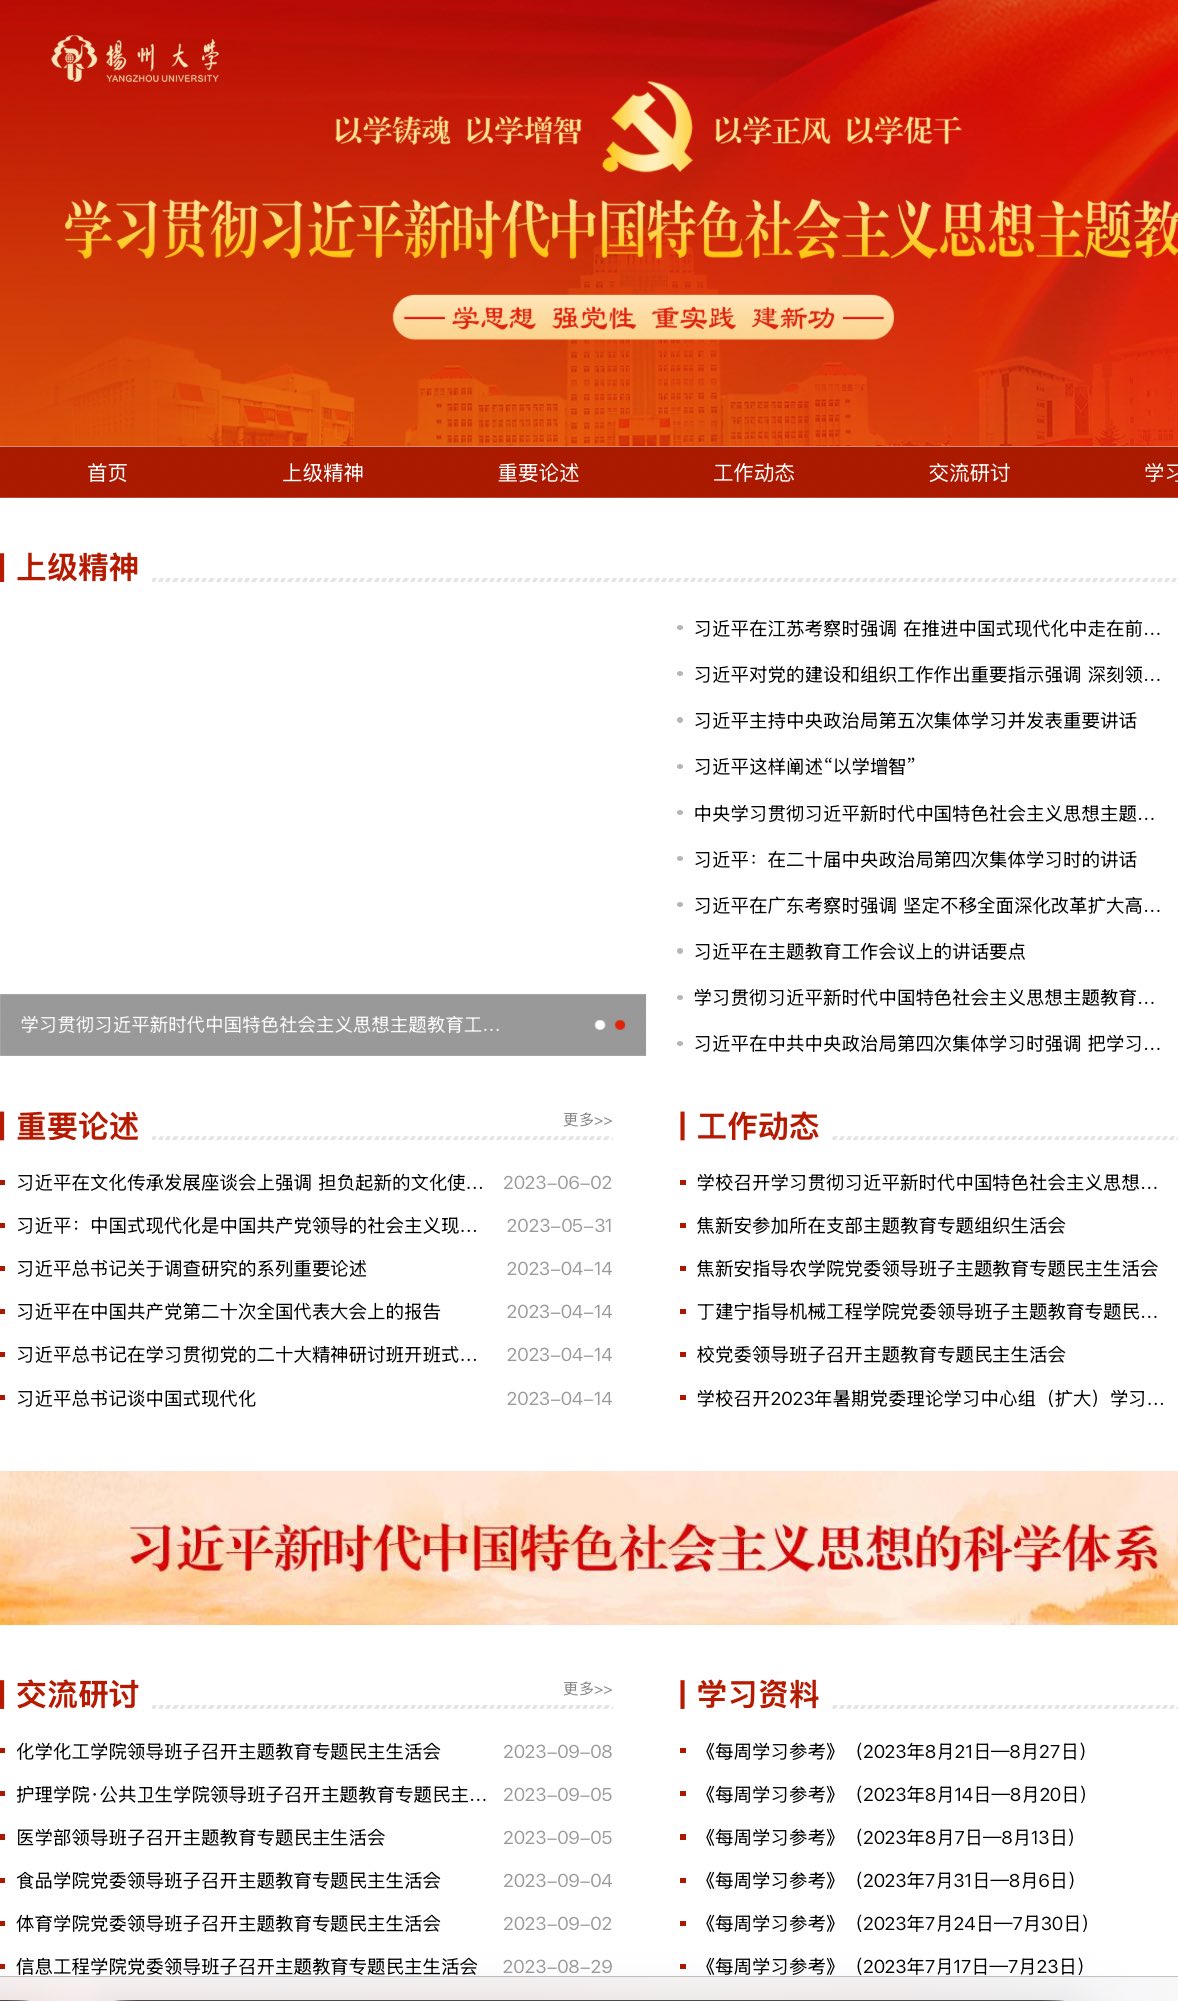 揚州大学
YANGZHOU UNIVERSITY
以学铸魂 以学增智 以学正风 以学促干
学习贯彻习近平新时代中国特色社会主义思想主题教
学思想 强党性 重实践 建新功
首页 上级精神 重要论述 工作动态 交流研讨 学习
上级精神
习近平在江苏考察时强调 在推进中国式现代化中走在前...
习近平对党的建设和组织工作作出重要指示强调 深刻领...
习近平主持中央政治局第五次集体学习并发表重要讲话
习近平这样阐述“以学增智”
中央学习贯彻习近平新时代中国特色社会主义思想主题...
习近平：在二十届中央政治局第四次集体学习时的讲话
习近平在广东考察时强调 坚定不移全面深化改革扩大高...
习近平在主题教育工作会议上的讲话要点
学习贯彻习近平新时代中国特色社会主义思想主题教育...
习近平在中共中央政治局第四次集体学习时强调 把学习...
学习贯彻习近平新时代中国特色社会主义思想主题教育工...
重要论述 更多>>
习近平在文化传承发展座谈会上强调 担负起新的文化使... 2023-06-02
习近平：中国式现代化是中国共产党领导的社会主义现... 2023-05-31
习近平总书记关于调查研究的系列重要论述 2023-04-14
习近平在中国共产党第二十次全国代表大会上的报告 2023-04-14
习近平总书记在学习贯彻党的二十大精神研讨班开班式... 2023-04-14
习近平总书记谈中国式现代化 2023-04-14
工作动态
学校召开学习贯彻习近平新时代中国特色社会主义思想...
焦新安参加所在支部主题教育专题组织生活会
焦新安指导农学院党委领导班子主题教育专题民主生活会
丁建宁指导机械工程学院党委领导班子主题教育专题民...
校党委领导班子召开主题教育专题民主生活会
学校召开2023年暑期党委理论学习中心组（扩大）学习...
习近平新时代中国特色社会主义思想的科学体系
交流研讨 更多>>
化学化工学院领导班子召开主题教育专题民主生活会 2023-09-08
护理学院·公共卫生学院领导班子召开主题教育专题民主... 2023-09-05
医学部领导班子召开主题教育专题民主生活会 2023-09-05
食品学院党委领导班子召开主题教育专题民主生活会 2023-09-04
体育学院党委领导班子召开主题教育专题民主生活会 2023-09-02
信息工程学院党委领导班子召开主题教育专题民主生活会 2023-08-29
学习资料
《每周学习参考》（2023年8月21日—8月27日）
《每周学习参考》（2023年8月14日—8月20日）
《每周学习参考》（2023年8月7日—8月13日）
《每周学习参考》（2023年7月31日—8月6日）
《每周学习参考》（2023年7月24日—7月30日）
《每周学习参考》（2023年7月17日—7月23日）